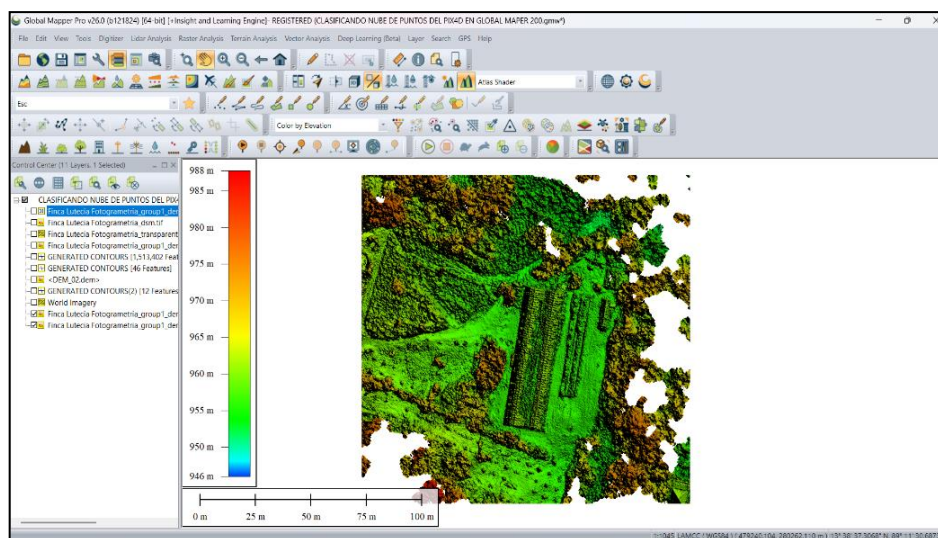 Global Mapper Pro v26.0 (b121824) [64-bit] [+Insight and Learning Engine]- REGISTERED (CLASIFICANDO NUBE DE PUNTOS DEL PIX4D EN GLOBAL MAPER 200.gmw*)
File Edit View Tools Digitizer Lidar Analysis Raster Analysis Terrain Analysis Vector Analysis Deep Learning (Beta) Layer Search GPS Help
Atlas Shader
Esc
Color by Elevation
Control Center (11 Layers, 1 Selected)
CLASIFICANDO NUBE DE PUNTOS DEL PIX4
Finca Lutecia Fotogrametria_group1_der
Finca Lutecia Fotogrametria_dsm.tif
Finca Lutecia Fotogrametria_transparent
Finca Lutecia Fotogrametria_group1_der
GENERATED CONTOURS [1,513,402 Feat
GENERATED CONTOURS [46 Features]
<DEM_02.dem>
GENERATED CONTOURS(2) [12 Features
World Imagery
Finca Lutecia Fotogrametria_group1_der
Finca Lutecia Fotogrametria_group1_der
988 m
985 m
980 m
975 m
970 m
965 m
960 m
955 m
950 m
946 m
0 m 25 m 50 m 75 m 100 m